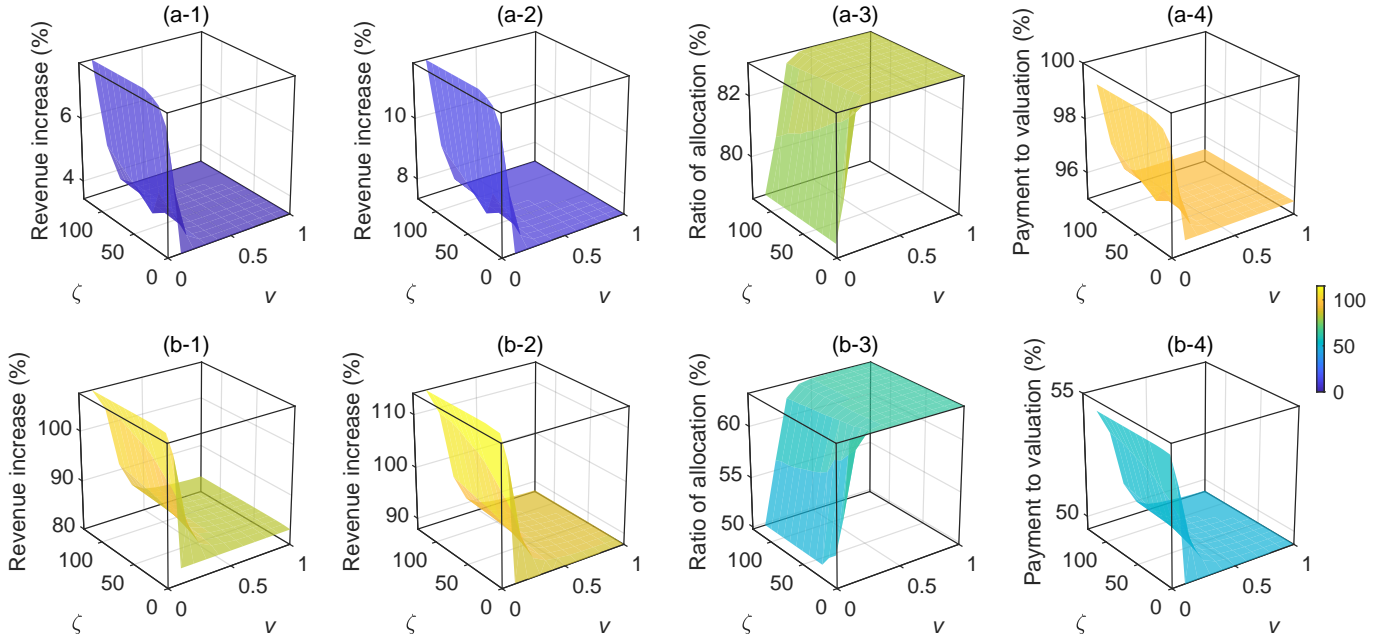 (a-1)
Revenue increase (%)
6
4
100
50
0
ζ
0
0.5
1
v
(a-2)
Revenue increase (%)
10
8
100
50
0
ζ
0
0.5
1
v
(a-3)
Ratio of allocation (%)
82
80
100
50
0
ζ
0
0.5
1
v
(a-4)
Payment to valuation (%)
100
98
96
100
50
0
ζ
0
0.5
1
v
100
50
0
(b-1)
Revenue increase (%)
100
90
80
100
50
0
ζ
0
0.5
1
v
(b-2)
Revenue increase (%)
110
100
90
100
50
0
ζ
0
0.5
1
v
(b-3)
Ratio of allocation (%)
60
55
50
100
50
0
ζ
0
0.5
1
v
(b-4)
Payment to valuation (%)
55
50
100
50
0
ζ
0
0.5
1
v